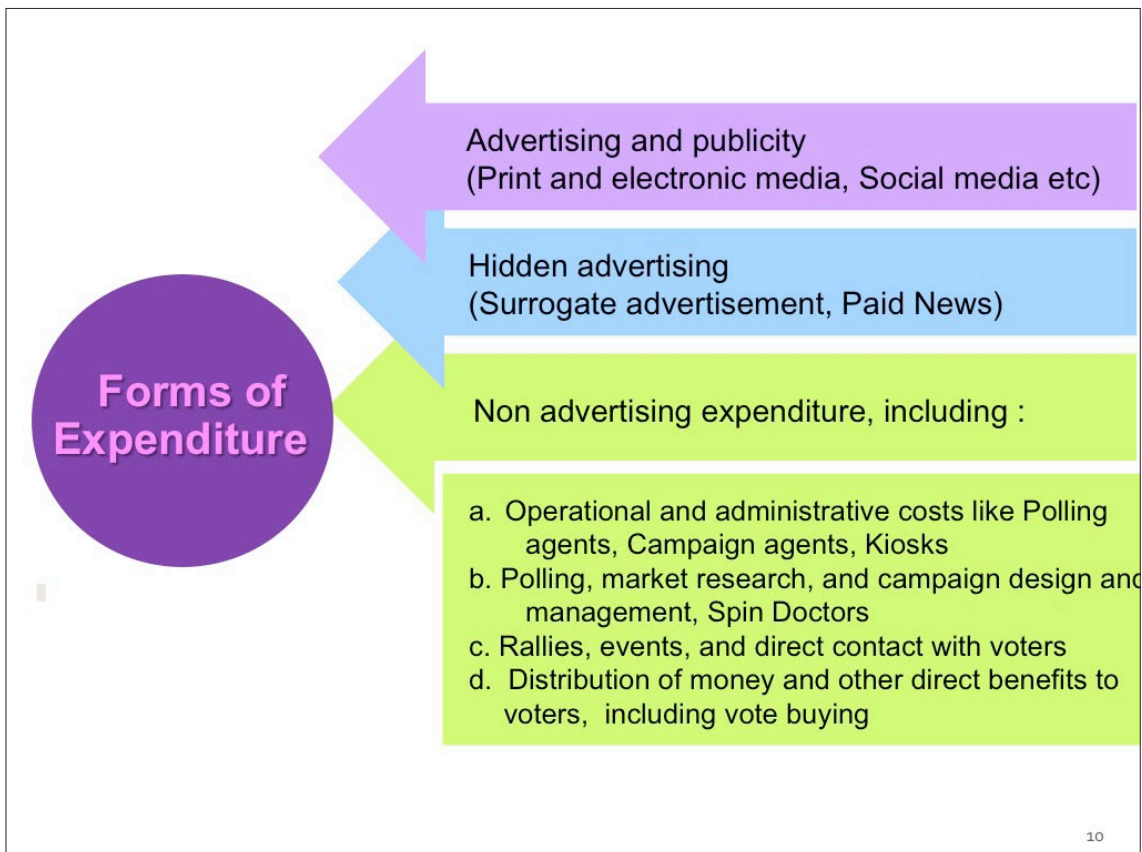 Forms of
Expenditure
Advertising and publicity
(Print and electronic media, Social media etc)
Hidden advertising
(Surrogate advertisement, Paid News)
Non advertising expenditure, including :
a. Operational and administrative costs like Polling
agents, Campaign agents, Kiosks
b. Polling, market research, and campaign design and
management, Spin Doctors
c. Rallies, events, and direct contact with voters
d. Distribution of money and other direct benefits to
voters, including vote buying
10